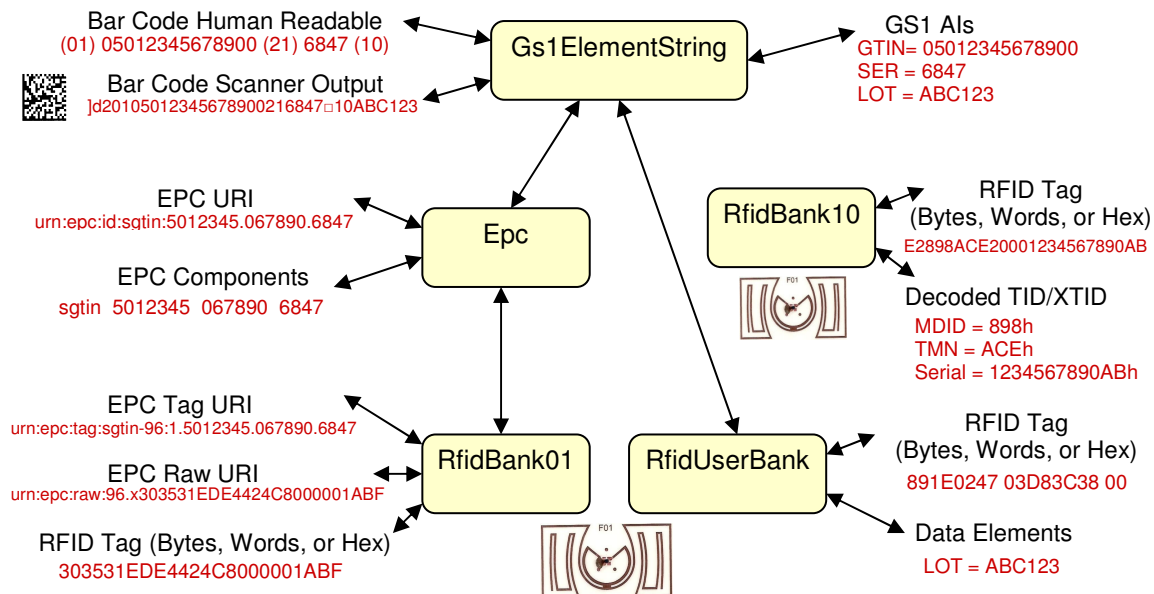 Bar Code Human Readable
(01) 05012345678900 (21) 6847 (10)
Bar Code Scanner Output
]d20105012345678900216847□10ABC123
Gs1ElementString
GS1 AIs
GTIN= 05012345678900
SER = 6847
LOT = ABC123
EPC URI
urn:epc:id:sgtin:5012345.067890.6847
EPC Components
sgtin 5012345 067890 6847
Epc
RfidBank10
RFID Tag
(Bytes, Words, or Hex)
E2898ACE20001234567890AB
F01
Decoded TID/XTID
MDID = 898h
TMN = ACEh
Serial = 1234567890ABh
EPC Tag URI
urn:epc:tag:sgtin-96:1.5012345.067890.6847
EPC Raw URI
urn:epc:raw:96.x303531EDE4424C8000001ABF
RFID Tag (Bytes, Words, or Hex)
303531EDE4424C8000001ABF
RfidBank01
F01
RfidUserBank
RFID Tag
(Bytes, Words, or Hex)
891E0247 03D83C38 00
Data Elements
LOT = ABC123